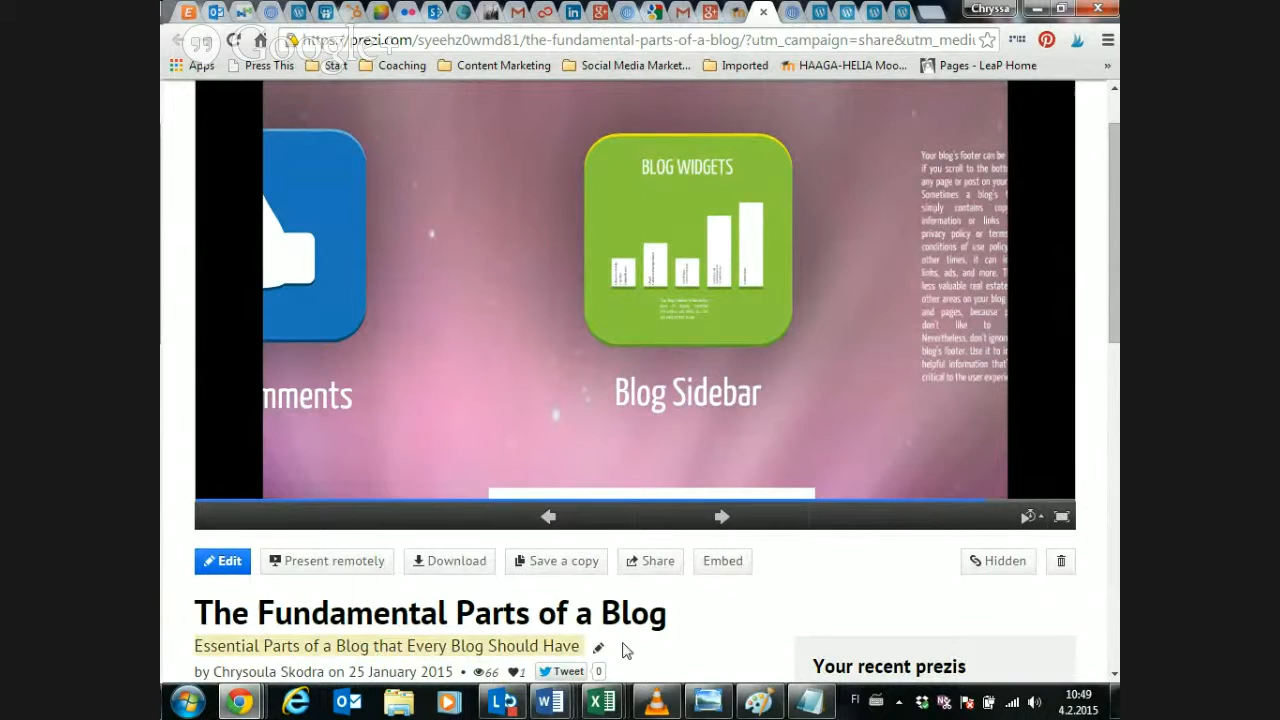 Chryssa
Google+
prezi.com/syeehz0wmd81/the-fundamental-parts-of-a-blog/?utm_campaign=share&utm_medi
Apps Press This Start Coaching Content Marketing Social Media Market... Imported HAAGA-HELIA Moo... Pages - LeaP Home »
BLOG WIDGETS
mments
Blog Sidebar
Your blog's footer can be
if you scroll to the bott
any page or post on your
Sometimes a blog's
simply contains cop
information or links
privacy policy or terms
conditions of use policy
other times, it can i
links, ads, and more. T
less valuable real estate
other areas on your blog
and pages, because
don't like to
Nevertheless, don't ignor
blog's footer. Use it to i
helpful information that
critical to the user experi
Edit Present remotely Download Save a copy Share Embed Hidden
The Fundamental Parts of a Blog
Essential Parts of a Blog that Every Blog Should Have
by Chrysoula Skodra on 25 January 2015 • 66 1 Tweet 0
Your recent prezis
FI
10:49
4.2.2015